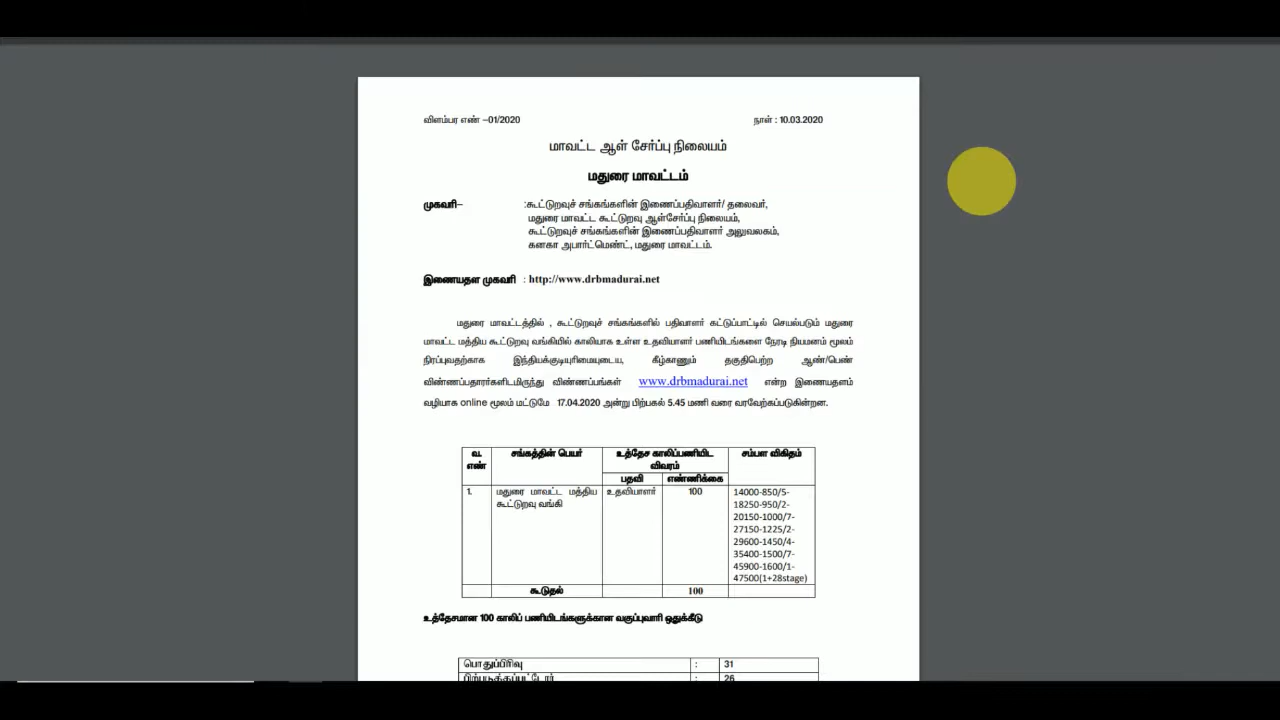 விளம்பர எண் –01/2020 நாள் : 10.03.2020
மாவட்ட ஆள் சேர்ப்பு நிலையம்
மதுரை மாவட்டம்
முகவரி– :கூட்டுறவுச் சங்கங்களின் இணைப்பதிவாளர்/ தலைவர்,
மதுரை மாவட்ட கூட்டுறவு ஆள்சேர்ப்பு நிலையம்,
கூட்டுறவுச் சங்கங்களின் இணைப்பதிவாளர் அலுவலகம்,
கனகா அபார்ட்மெண்ட், மதுரை மாவட்டம்.
இணையதள முகவரி : http://www.drbmadurai.net
மதுரை மாவட்டத்தில் , கூட்டுறவுச் சங்கங்களில் பதிவாளர் கட்டுப்பாட்டில் செயல்படும் மதுரை
மாவட்ட மத்திய கூட்டுறவு வங்கியில் காலியாக உள்ள உதவியாளர் பணியிடங்களை நேரடி நியமனம் மூலம்
நிரப்புவதற்காக இந்தியக்குடியுரிமையுடைய, கீழ்காணும் தகுதிபெற்ற ஆண்/பெண்
விண்ணப்பதாரர்களிடமிருந்து விண்ணப்பங்கள் www.drbmadurai.net என்ற இணையதளம்
வழியாக online மூலம் மட்டுமே 17.04.2020 அன்று பிற்பகல் 5.45 மணி வரை வரவேற்கப்படுகின்றன.
வ. எண் சங்கத்தின் பெயர் உத்தேச காலிப்பணியிட விவரம் சம்பள விகிதம்
பதவி எண்ணிக்கை
1. மதுரை மாவட்ட மத்திய உதவியாளர் 100 14000-850/5-
கூட்டுறவு வங்கி 18250-950/2-
20150-1000/7-
27150-1225/2-
29600-1450/4-
35400-1500/7-
45900-1600/1-
47500(1+28stage)
கூடுதல் 100
உத்தேசமான 100 காலிப் பணியிடங்களுக்கான வகுப்புவாரி ஒதுக்கீடு
பொதுப்பிரிவு : 31
பிற்படுத்தப்பட்டோர் : 26